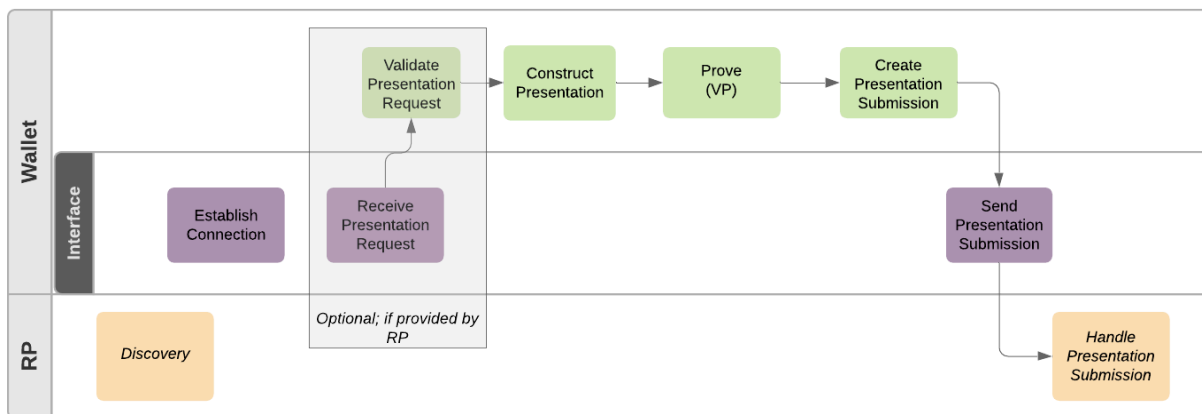 Wallet
Validate
Presentation
Request
Construct
Presentation
Prove
(VP)
Create
Presentation
Submission
Interface
Establish
Connection
Receive
Presentation
Request
Send
Presentation
Submission
RP
Discovery
Optional; if provided by
RP
Handle
Presentation
Submission